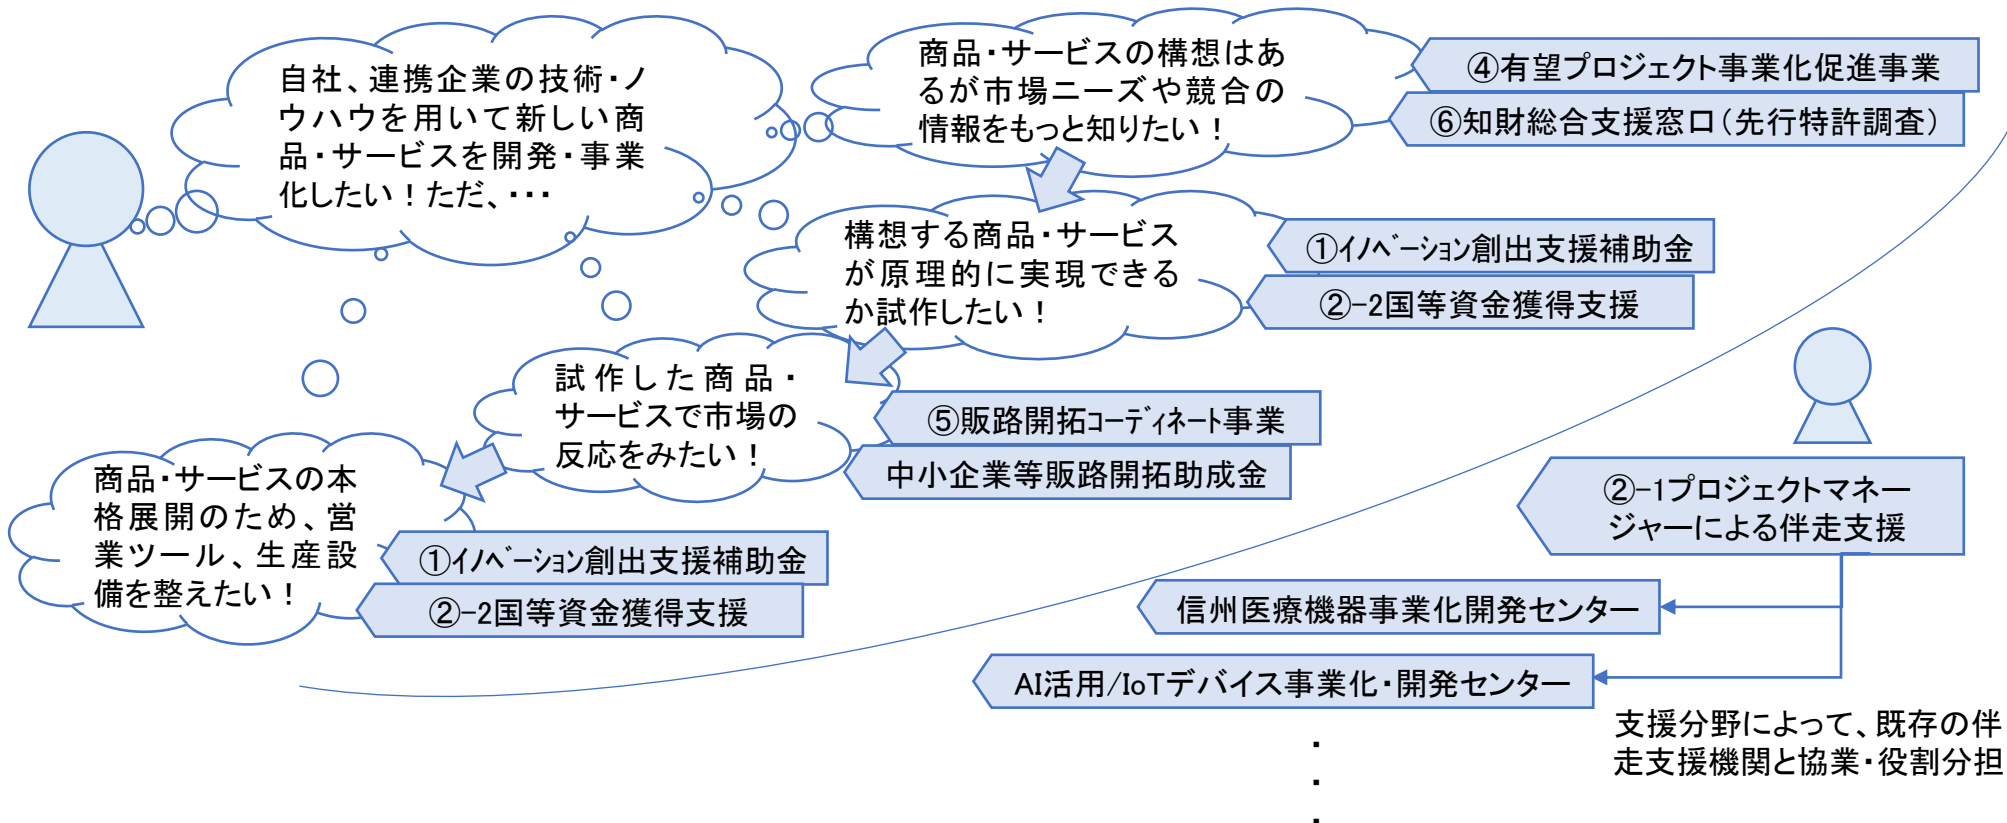 自社、連携企業の技術・ノ
ウハウを用いて新しい商
品・サービスを開発・事業
化したい！ただ、・・・
商品・サービスの構想はあ
るが市場ニーズや競合の
情報をもっと知りたい！
④有望プロジェクト事業化促進事業
⑥知財総合支援窓口（先行特許調査）
構想する商品・サービス
が原理的に実現できる
か試作したい！
①ｲﾉﾍﾞｰｼｮﾝ創出支援補助金
②-2国等資金獲得支援
試作した商品・
サービスで市場の
反応をみたい！
⑤販路開拓ｺｰﾃﾞｨﾈｰﾄ事業
中小企業等販路開拓助成金
商品・サービスの本
格展開のため、営
業ツール、生産設
備を整えたい！
①ｲﾉﾍﾞｰｼｮﾝ創出支援補助金
②-2国等資金獲得支援
②-1プロジェクトマネー
ジャーによる伴走支援
信州医療機器事業化開発センター
AI活用/IoTデバイス事業化・開発センター
・
・
・
支援分野によって、既存の伴
走支援機関と協業・役割分担